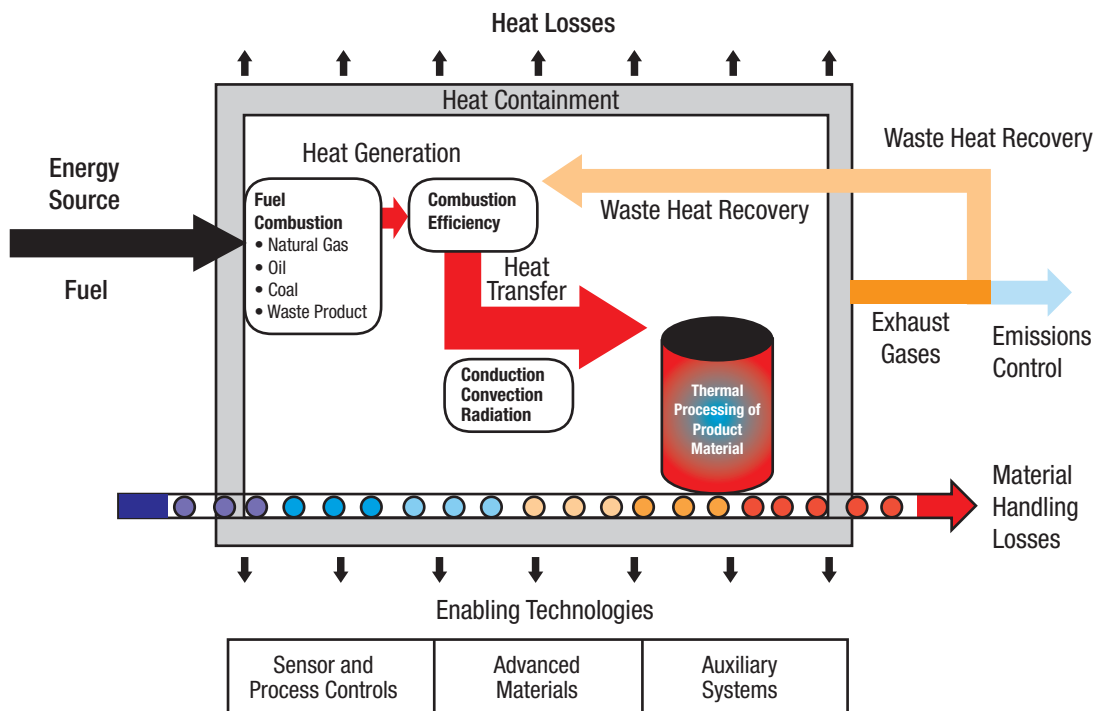 Heat Losses
Heat Containment
Waste Heat Recovery
Heat Generation
Energy
Source
Fuel
Fuel
Combustion
• Natural Gas
• Oil
• Coal
• Waste Product
Combustion
Efficiency
Waste Heat Recovery
Heat
Transfer
Exhaust
Gases
Emissions
Control
Conduction
Convection
Radiation
Thermal
Processing of
Product
Material
Material
Handling
Losses
Enabling Technologies
Sensor and
Process Controls
Advanced
Materials
Auxiliary
Systems